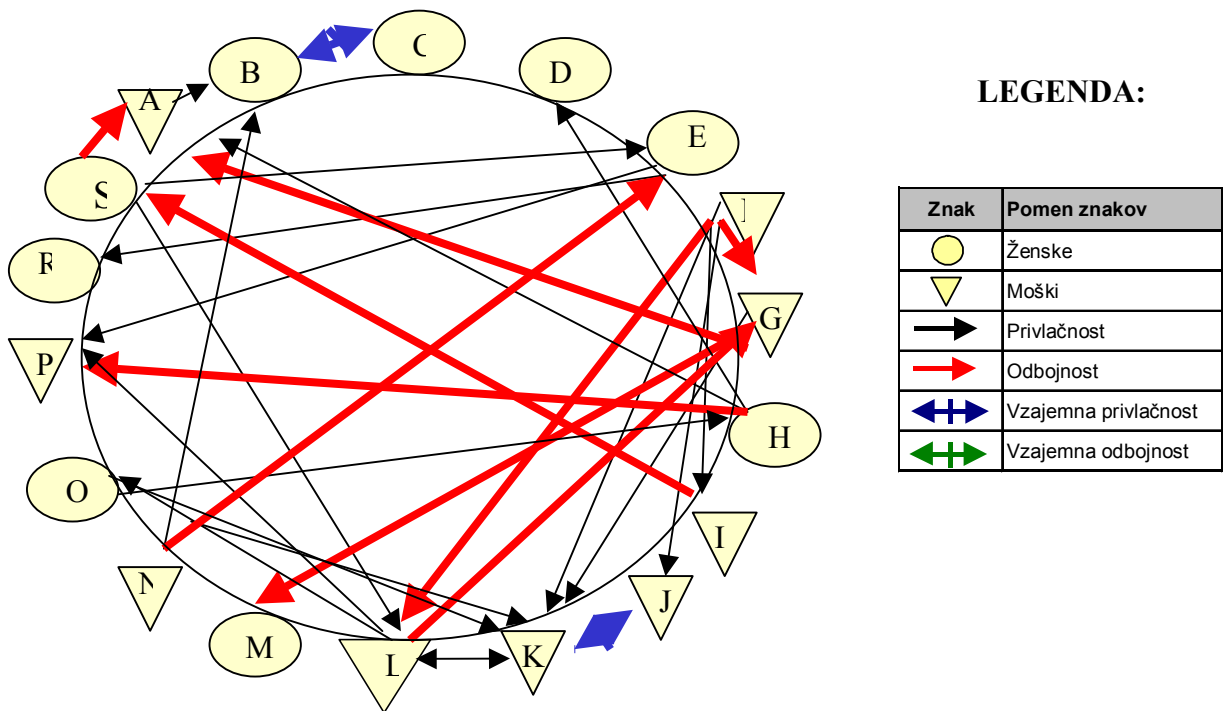 C
B
D
A
E
S
G
R
P
H
O
I
N
J
M
L
K
LEGENDA:
Znak Pomen znakov
Ženske
Moški
Privlačnost
Odbojnost
Vzajemna privlačnost
Vzajemna odbojnost